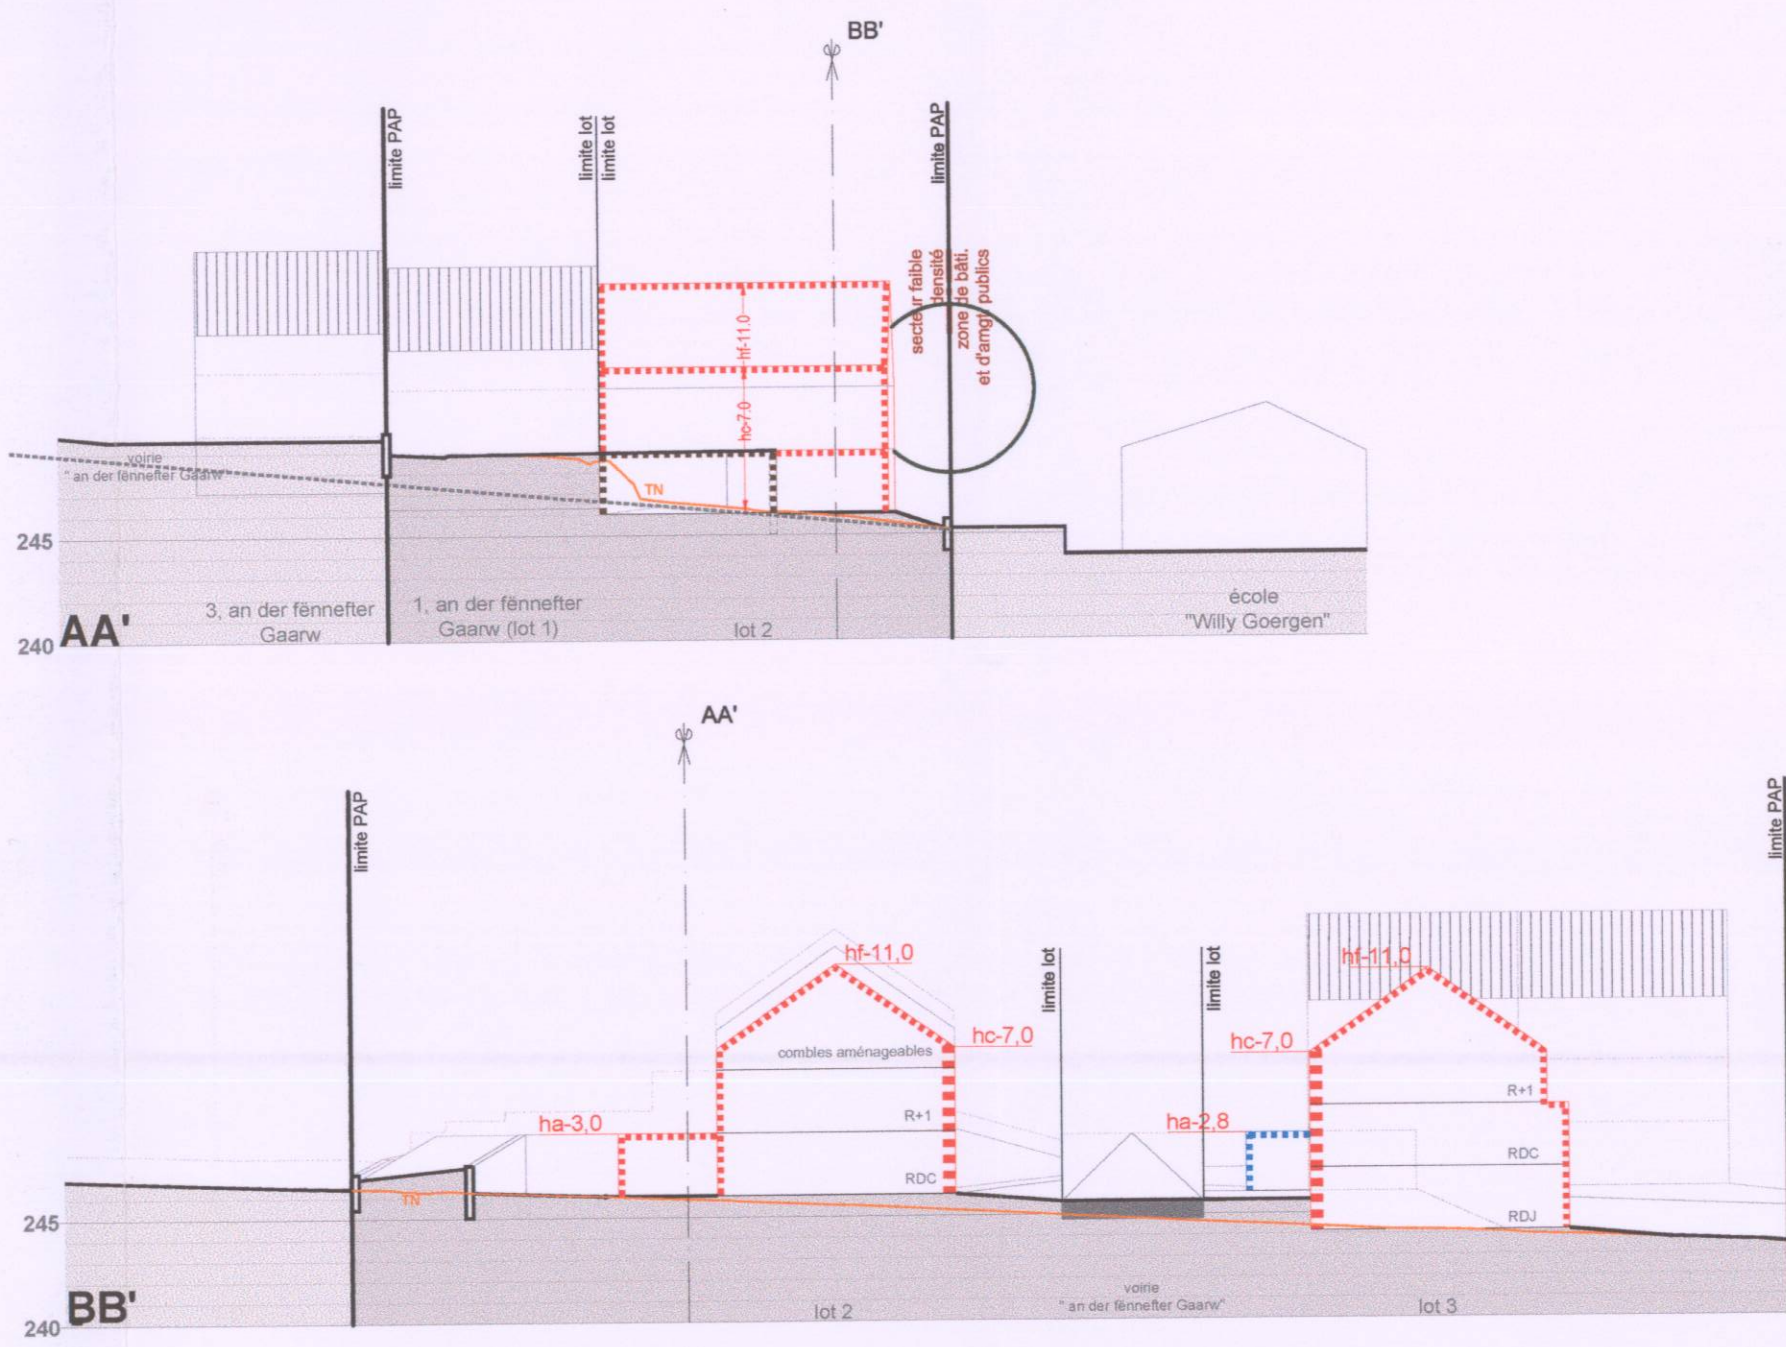 BB'
limite PAP
limite lot
limite lot
limite PAP
secteur faible
densité
zone de bâti.
et d'amgt publics
hf-11.0
hc-7.0
voirie
" an der fënnefter Gaarw"
TN
245
3, an der fënnefter
Gaarw
1, an der fënnefter
Gaarw (lot 1)
lot 2
école
"Willy Goergen"
AA'
240
AA'
limite PAP
limite PAP
limite lot
limite lot
hf-11,0
hf-11,0
hc-7,0
hc-7,0
combles aménageables
R+1
R+1
ha-3,0
ha-2,8
RDC
RDC
TN
RDJ
245
voirie
" an der fënnefter Gaarw"
BB'
lot 2
lot 3
240